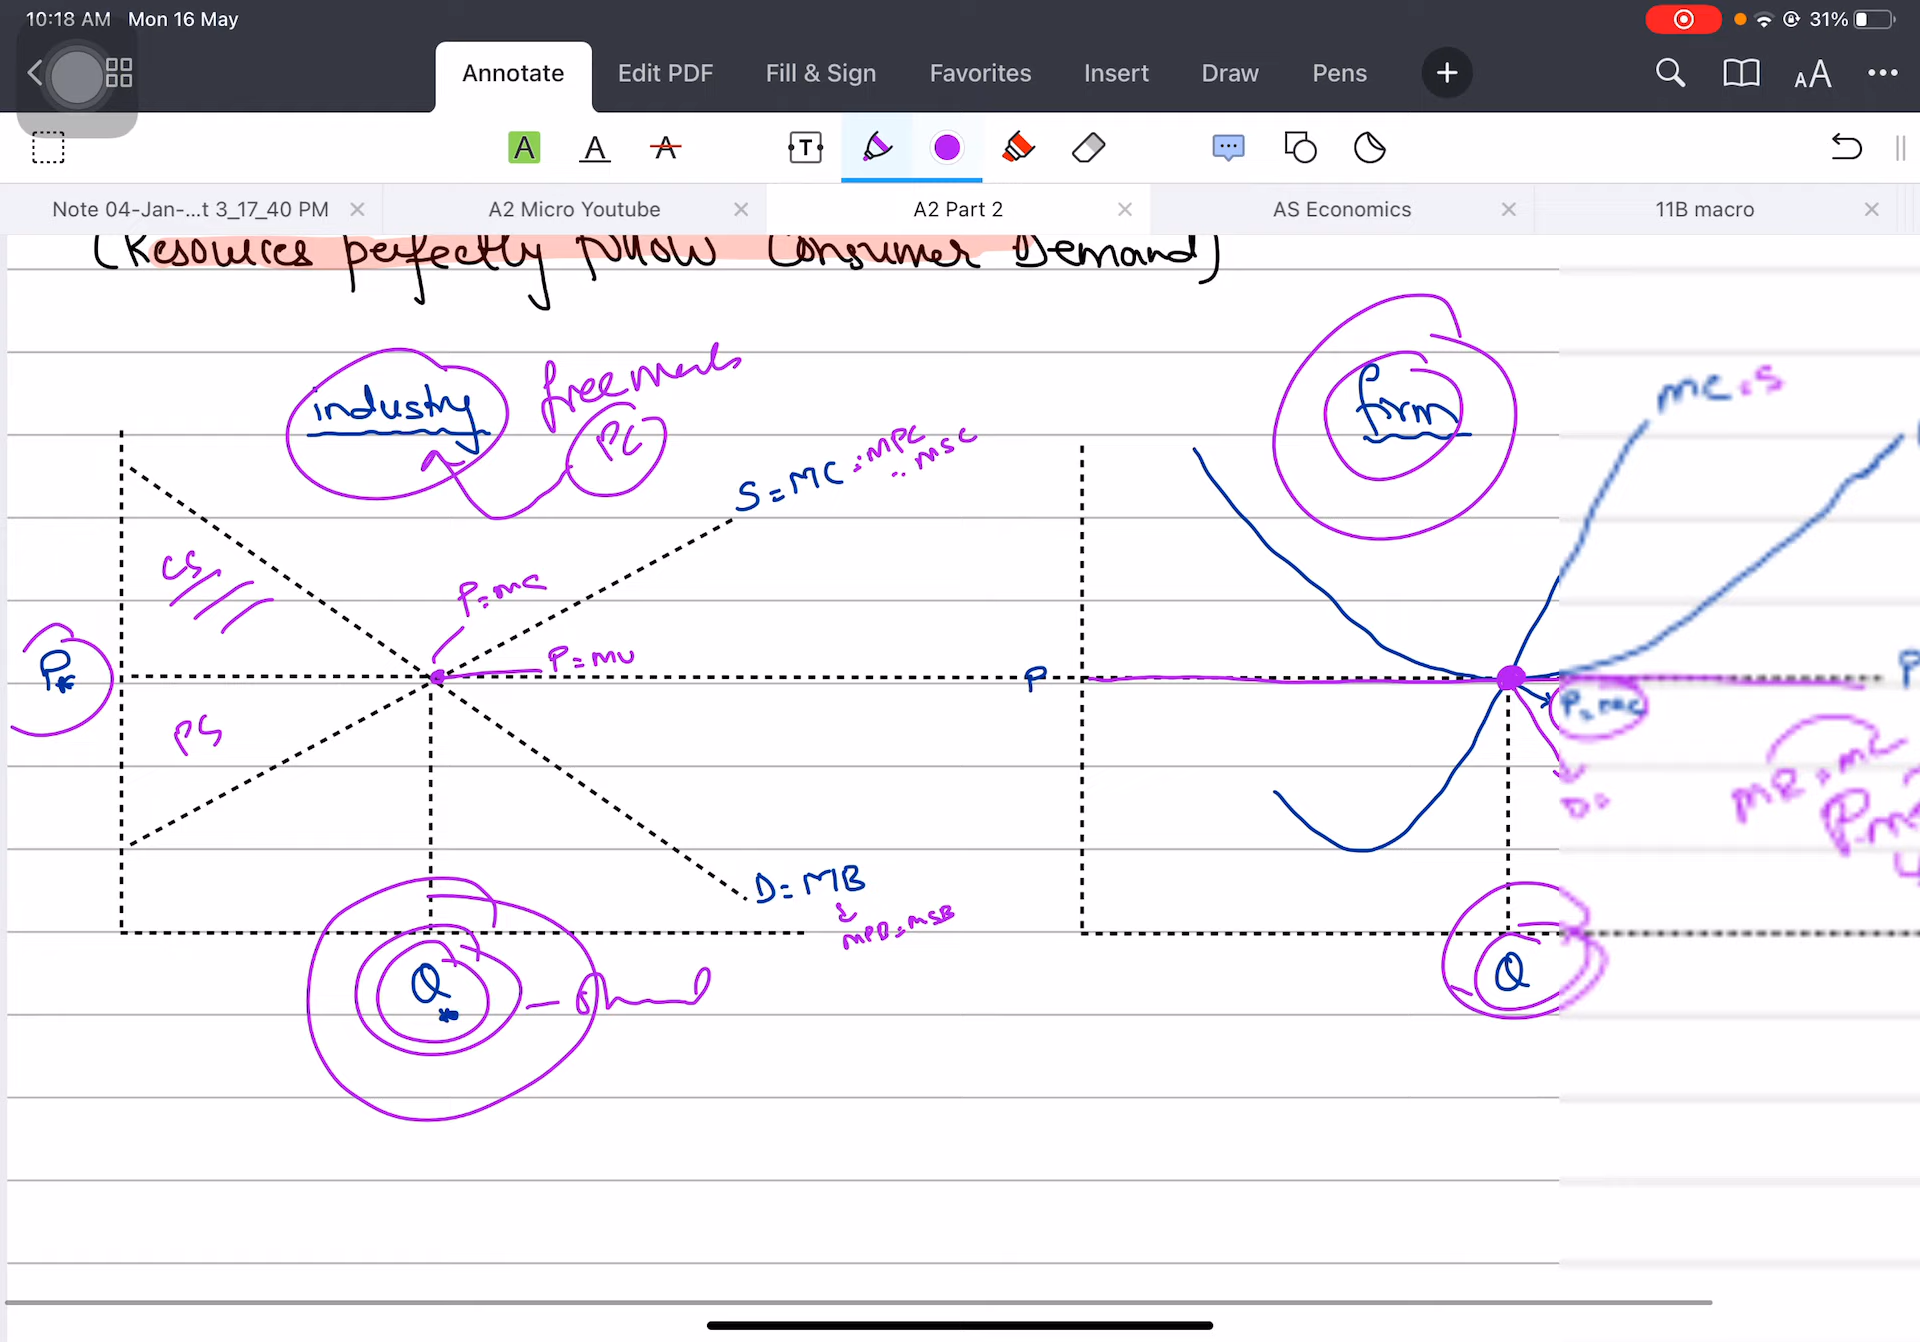 10:18 AM Mon 16 May
31%
Annotate Edit PDF Fill & Sign Favorites Insert Draw Pens
A A A T
AA
Note 04-Jan-...t 3_17_40 PM A2 Micro Youtube A2 Part 2 AS Economics 11B macro
(Resources perfectly follow Consumer Demand)
industry
PC
firm
MC = S
S = MC = MPC
= MSC
CS
P = MC
P = MU
P*
P
P
P = MC
PS
MR = MC
D =
D = MB
MPB = MSB
Q*
Q